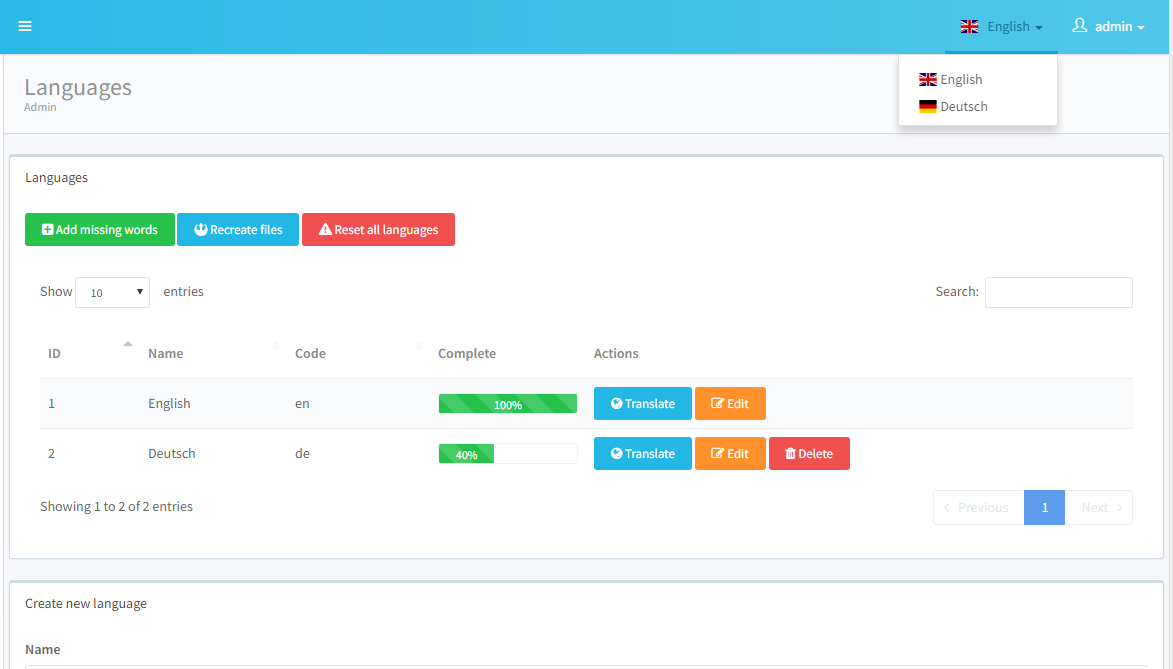 English admin
English
Deutsch
Languages
Admin
Languages
Add missing words Recreate files Reset all languages
Show 10 entries Search:
ID Name Code Complete Actions
1 English en 100% Translate Edit
2 Deutsch de 40% Translate Edit Delete
Showing 1 to 2 of 2 entries Previous 1 Next
Create new language
Name